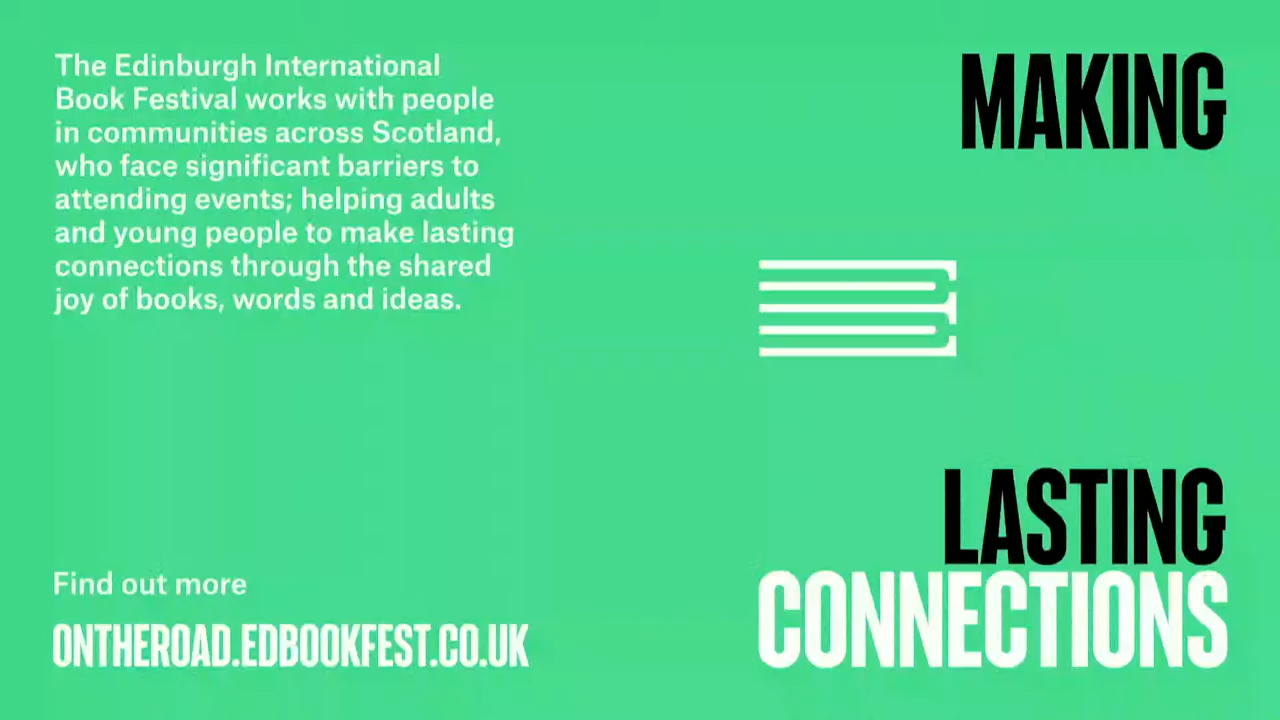 The Edinburgh International
Book Festival works with people
in communities across Scotland,
who face significant barriers to
attending events; helping adults
and young people to make lasting
connections through the shared
joy of books, words and ideas.
Find out more
ONTHEROAD.EDBOOKFEST.CO.UK
MAKING
LASTING
CONNECTIONS